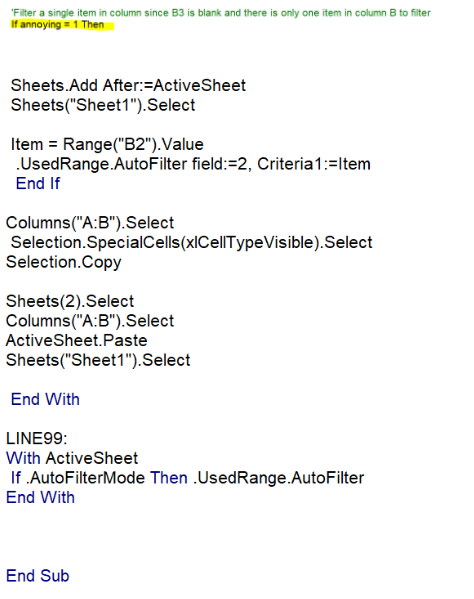 'Filter a single item in column since B3 is blank and there is only one item in column B to filter
If annoying = 1 Then
Sheets.Add After:=ActiveSheet
Sheets("Sheet1").Select
Item = Range("B2").Value
.UsedRange.AutoFilter field:=2, Criteria1:=Item
End If
Columns("A:B").Select
Selection.SpecialCells(xlCellTypeVisible).Select
Selection.Copy
Sheets(2).Select
Columns("A:B").Select
ActiveSheet.Paste
Sheets("Sheet1").Select
End With
LINE99:
With ActiveSheet
If .AutoFilterMode Then .UsedRange.AutoFilter
End With
End Sub